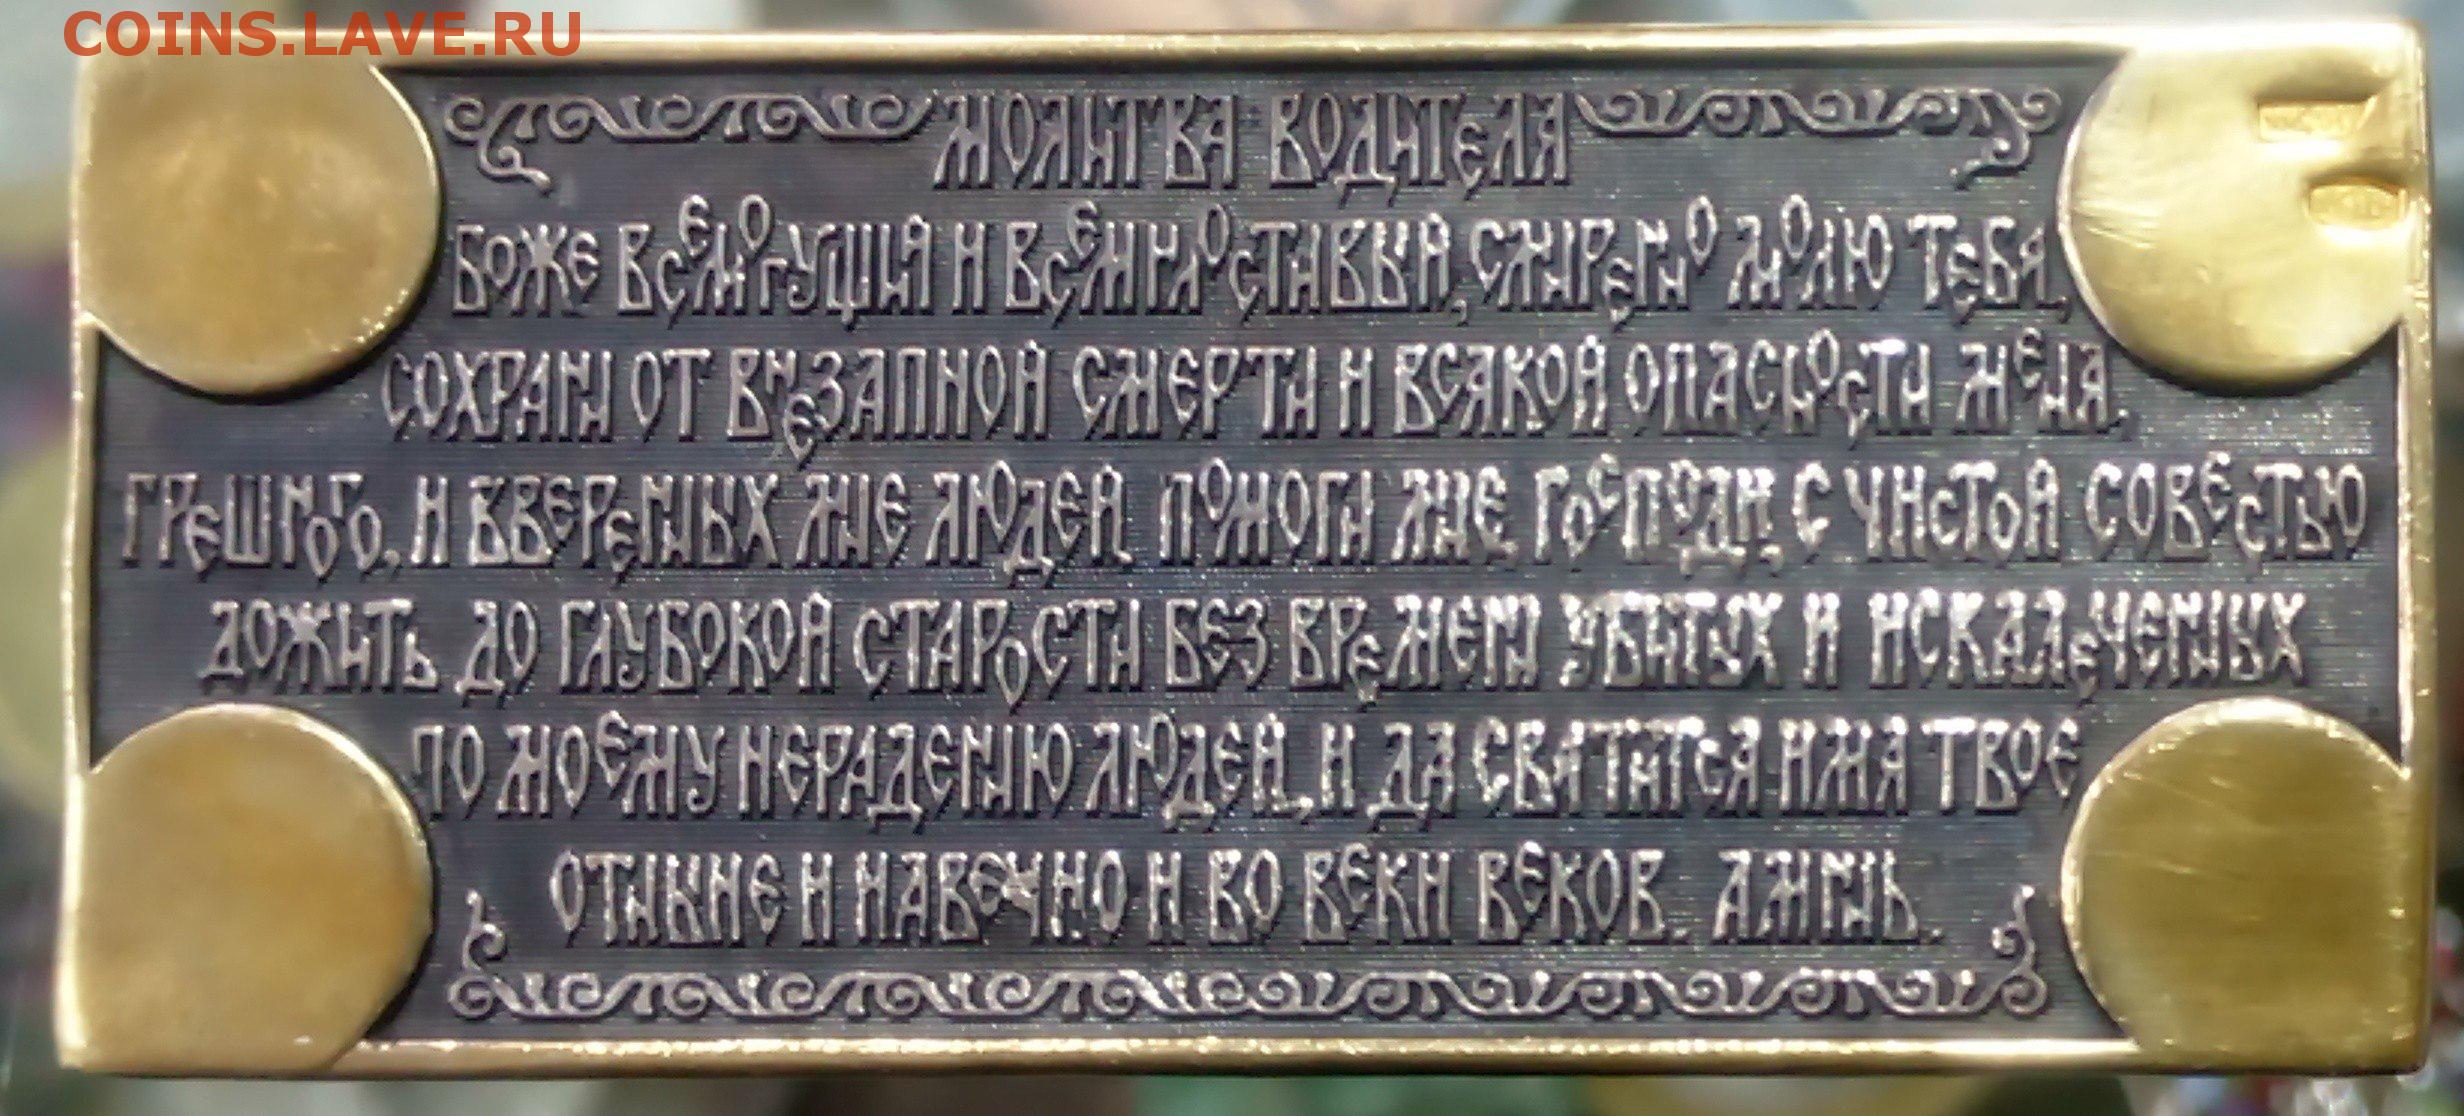 COINS.LAVE.RU
МОЛИТВА ВОДИТЕЛЯ
БОЖЕ ВСЕМОГУЩИЙ И ВСЕМИЛОСТИВЫЙ, СМИРЕННО МОЛЮ ТЕБЯ,
СОХРАНИ ОТ ВНЕЗАПНОЙ СМЕРТИ И ВСЯКОЙ ОПАСНОСТИ МЕНЯ,
ГРЕШНОГО, И ВВЕРЕННЫХ МНЕ ЛЮДЕЙ. ПОМОГИ МНЕ, ГОСПОДИ, С ЧИСТОЙ СОВЕСТЬЮ
ДОЖИТЬ ДО ГЛУБОКОЙ СТАРОСТИ БЕЗ БРЕМЕНИ УБИТЫХ И ИСКАЛЕЧЕННЫХ
ПО МОЕМУ НЕРАДЕНИЮ ЛЮДЕЙ, И ДА СВЯТИТСЯ ИМЯ ТВОЕ
ОТНЫНЕ И НАВЕЧНО И ВО ВЕКИ ВЕКОВ. АМИНЬ.